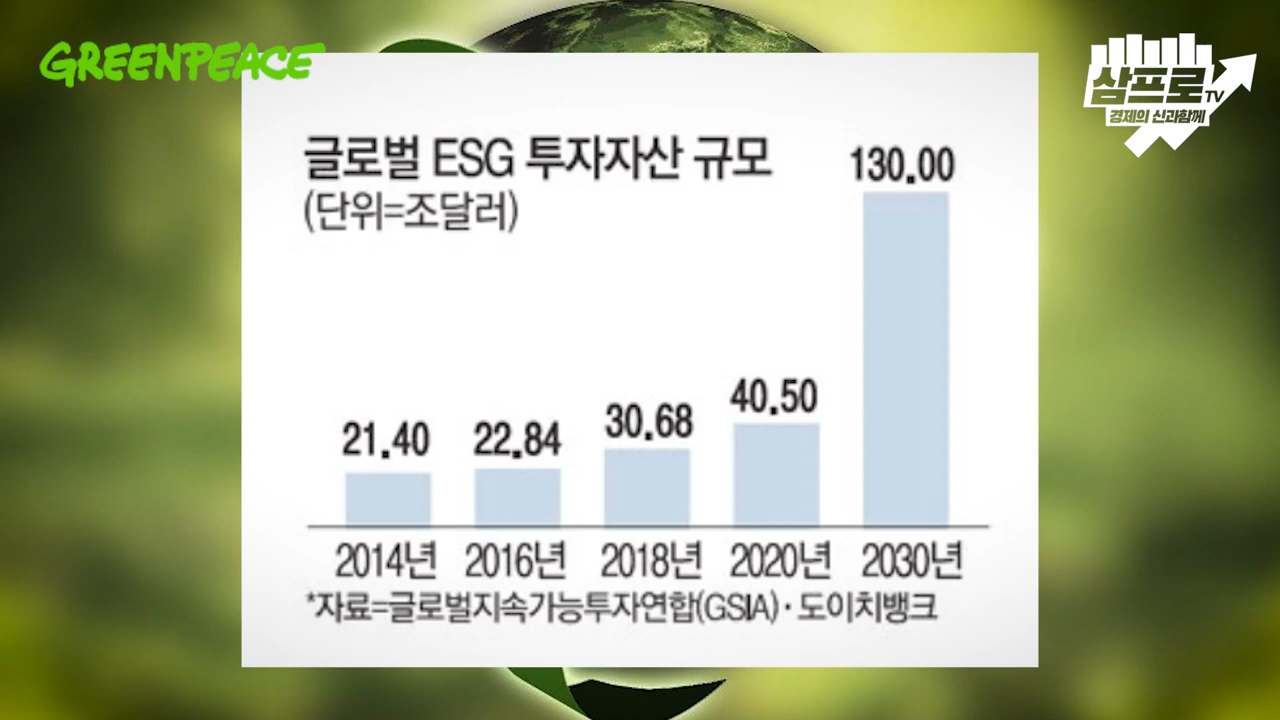 GREENPEACE
삼프로TV
경제의 신과함께
글로벌 ESG 투자자산 규모
(단위=조달러)
130.00
40.50
30.68
21.40 22.84
2014년 2016년 2018년 2020년 2030년
*자료=글로벌지속가능투자연합(GSIA)·도이치뱅크